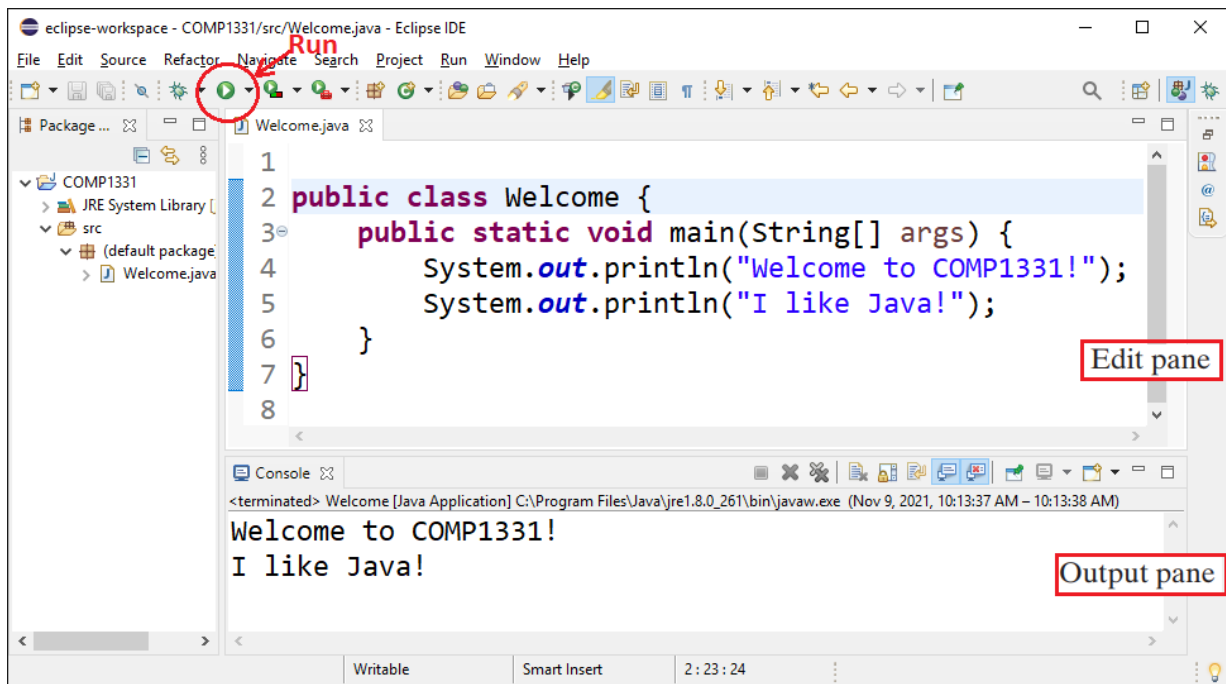 eclipse-workspace - COMP1331/src/Welcome.java - Eclipse IDE
Run
File Edit Source Refactor Navigate Search Project Run Window Help
Package ...
Welcome.java
COMP1331
JRE System Library [
src
(default package
Welcome.java
1
2 public class Welcome {
3 public static void main(String[] args) {
4 System.out.println("Welcome to COMP1331!");
5 System.out.println("I like Java!");
6 }
7 }
8
Edit pane
Console
<terminated> Welcome [Java Application] C:\Program Files\Java\jre1.8.0_261\bin\javaw.exe (Nov 9, 2021, 10:13:37 AM – 10:13:38 AM)
Welcome to COMP1331!
I like Java!
Output pane
Writable Smart Insert 2 : 23 : 24